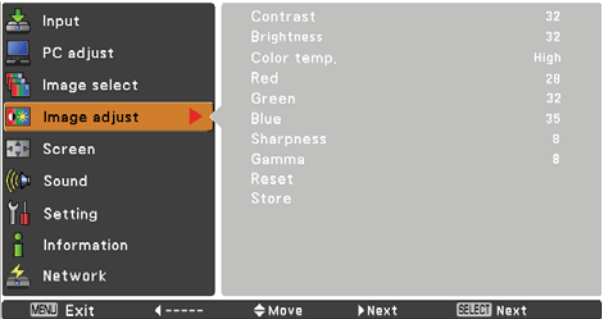 Input
PC adjust
Image select
Image adjust
Screen
Sound
Setting
Information
Network
Contrast 32
Brightness 32
Color temp. High
Red 28
Green 32
Blue 35
Sharpness 8
Gamma 8
Reset
Store
MENU Exit ----- Move Next SELECT Next